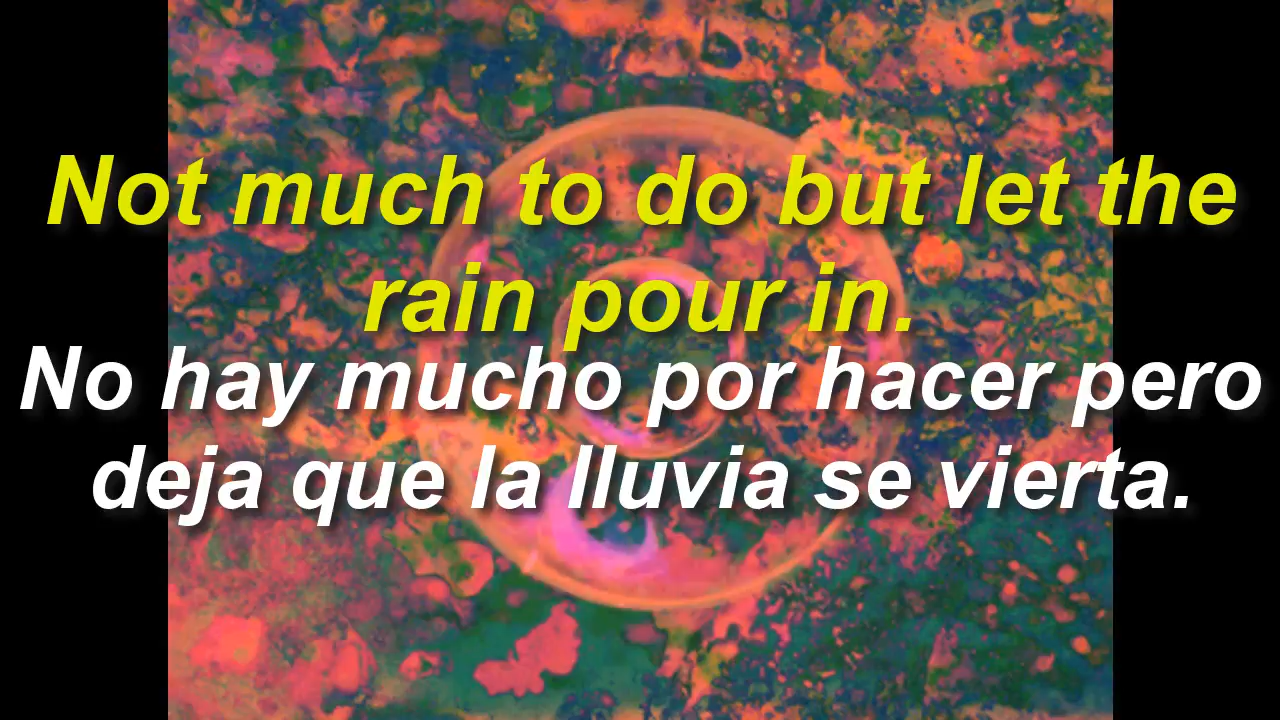 Not much to do but let the
rain pour in.
No hay mucho por hacer pero
deja que la lluvia se vierta.